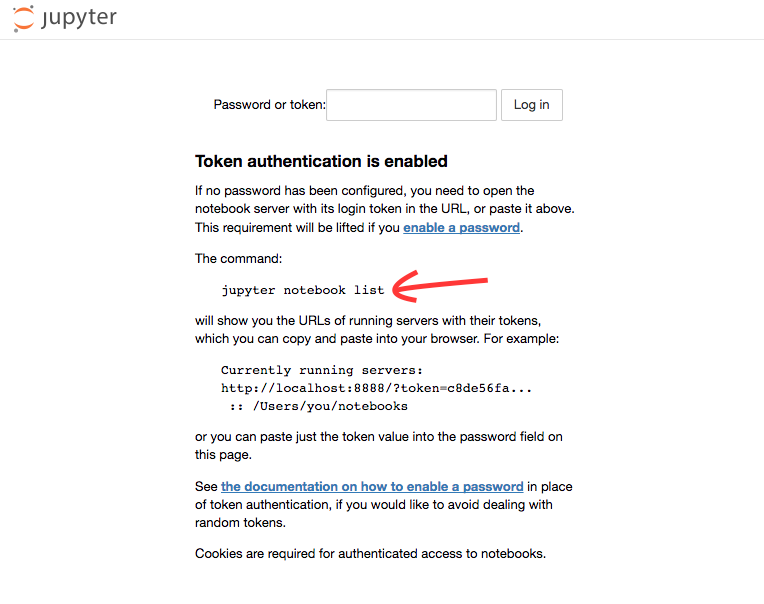 jupyter
Password or token: Log in
Token authentication is enabled
If no password has been configured, you need to open the
notebook server with its login token in the URL, or paste it above.
This requirement will be lifted if you enable a password.
The command:
jupyter notebook list
will show you the URLs of running servers with their tokens,
which you can copy and paste into your browser. For example:
Currently running servers:
http://localhost:8888/?token=c8de56fa...
:: /Users/you/notebooks
or you can paste just the token value into the password field on
this page.
See the documentation on how to enable a password in place
of token authentication, if you would like to avoid dealing with
random tokens.
Cookies are required for authenticated access to notebooks.